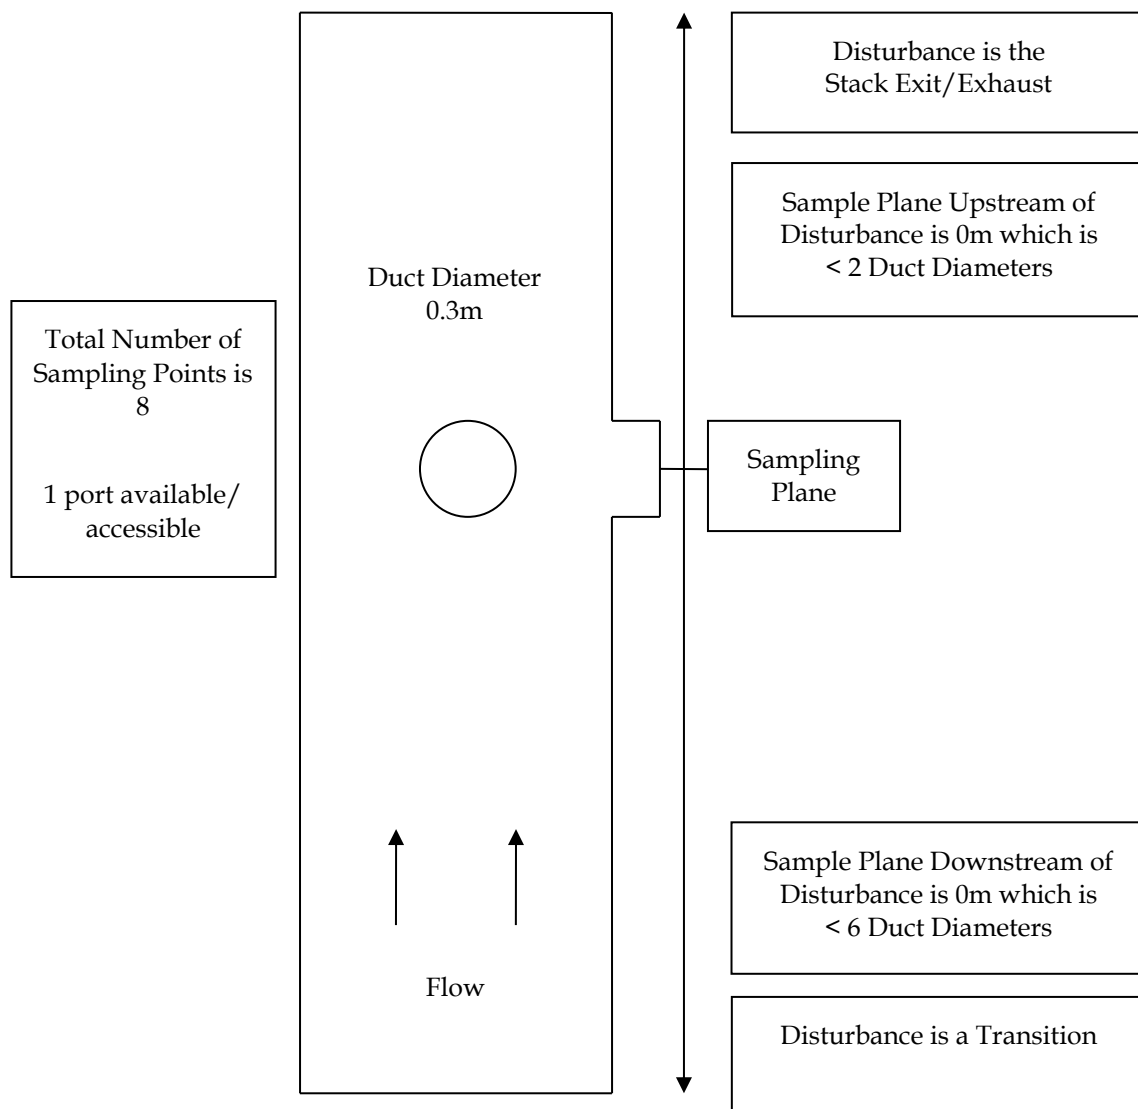 Disturbance is the
Stack Exit/Exhaust
Sample Plane Upstream of
Disturbance is 0m which is
< 2 Duct Diameters
Duct Diameter
0.3m
Total Number of
Sampling Points is
8
1 port available/
accessible
Sampling
Plane
Sample Plane Downstream of
Disturbance is 0m which is
< 6 Duct Diameters
Flow
Disturbance is a Transition